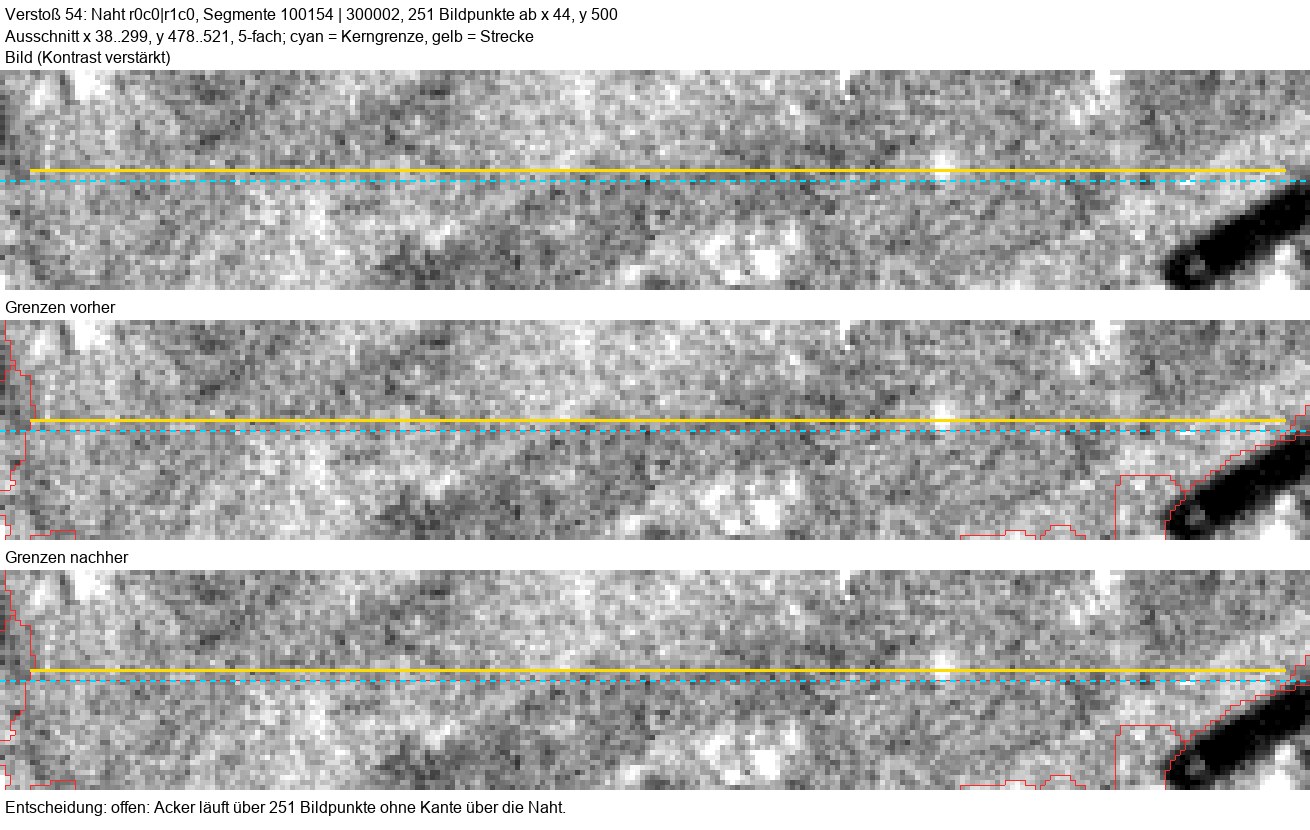 Verstoß 54: Naht r0c0|r1c0, Segmente 100154 | 300002, 251 Bildpunkte ab x 44, y 500
Ausschnitt x 38..299, y 478..521, 5-fach; cyan = Kerngrenze, gelb = Strecke
Bild (Kontrast verstärkt)
Grenzen vorher
Grenzen nachher
Entscheidung: offen: Acker läuft über 251 Bildpunkte ohne Kante über die Naht.